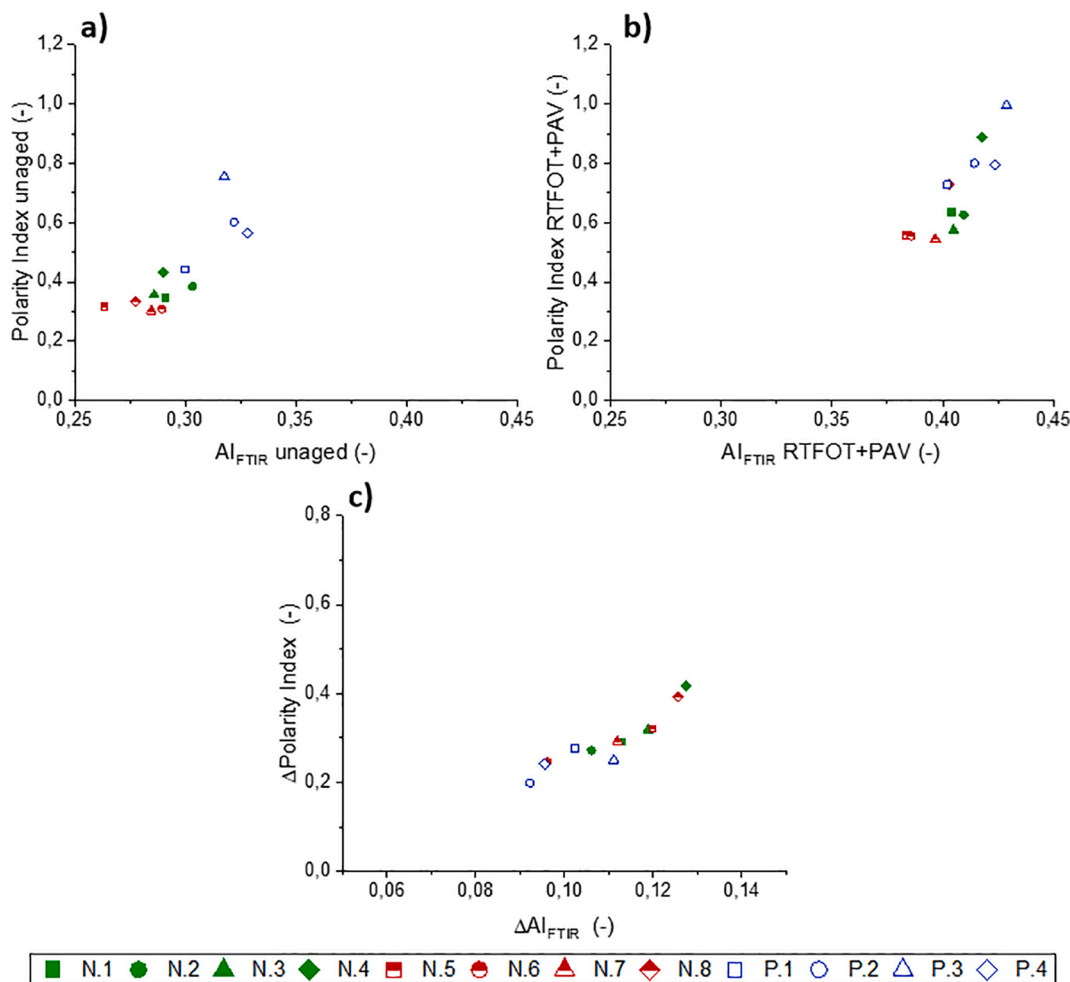 a)
1,2
1,0
0,8
0,6
0,4
0,2
0,0
Polarity Index unaged (-)
0,25 0,30 0,35 0,40 0,45
AI_FTIR unaged (-)
b)
1,2
1,0
0,8
0,6
0,4
0,2
0,0
Polarity Index RTFOT+PAV (-)
0,25 0,30 0,35 0,40 0,45
AI_FTIR RTFOT+PAV (-)
c)
0,8
0,6
0,4
0,2
0,0
ΔPolarity Index (-)
0,06 0,08 0,10 0,12 0,14
ΔAI_FTIR (-)
N.1 N.2 N.3 N.4 N.5 N.6 N.7 N.8 P.1 P.2 P.3 P.4